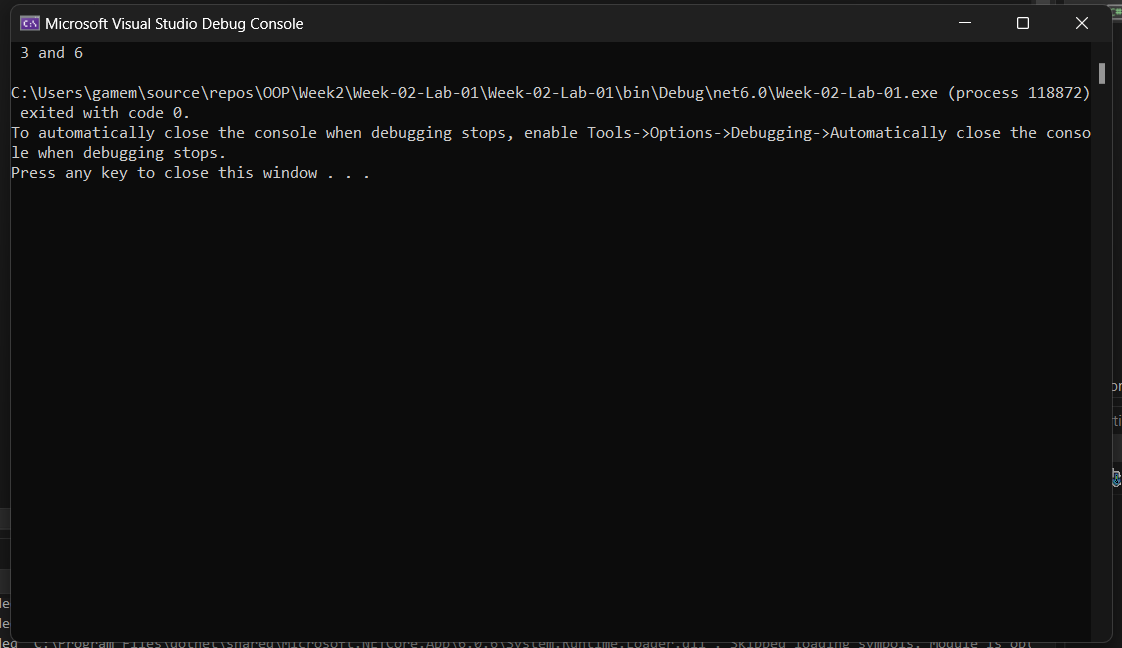 Microsoft Visual Studio Debug Console
3 and 6
C:\Users\gamem\source\repos\OOP\Week2\Week-02-Lab-01\Week-02-Lab-01\bin\Debug\net6.0\Week-02-Lab-01.exe (process 118872)
exited with code 0.
To automatically close the console when debugging stops, enable Tools->Options->Debugging->Automatically close the conso
le when debugging stops.
Press any key to close this window . . .